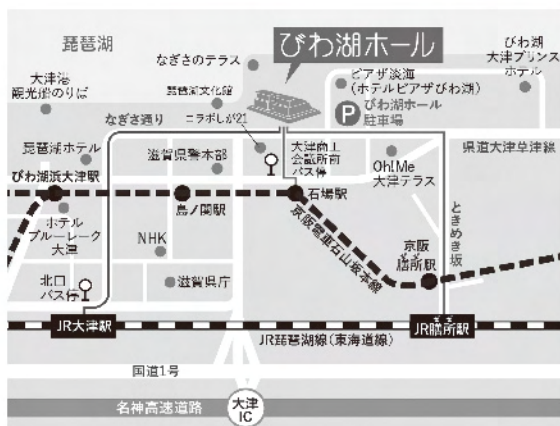 琵琶湖
びわ湖ホール
なぎさのテラス
びわ湖
大津プリンス
ホテル
大津港
観光船のりば
琵琶湖文化館
ピアザ淡海
(ホテルピアザびわ湖)
P
びわ湖ホール
駐車場
なぎさ通り
コラボしが21
琵琶湖ホテル
滋賀県警本部
大津商工
会議所前
バス停
Oh!Me
大津テラス
県道大津草津線
びわ湖浜大津駅
島ノ関駅
石場駅
ときめき坂
ホテル
ブルーレーク
大津
NHK
京阪電車石山坂本線
京阪
膳所駅
ぜぜ
北口
バス停
滋賀県庁
JR大津駅
JR膳所駅
ぜぜ
JR琵琶湖線(東海道線)
国道1号
名神高速道路
大津
IC